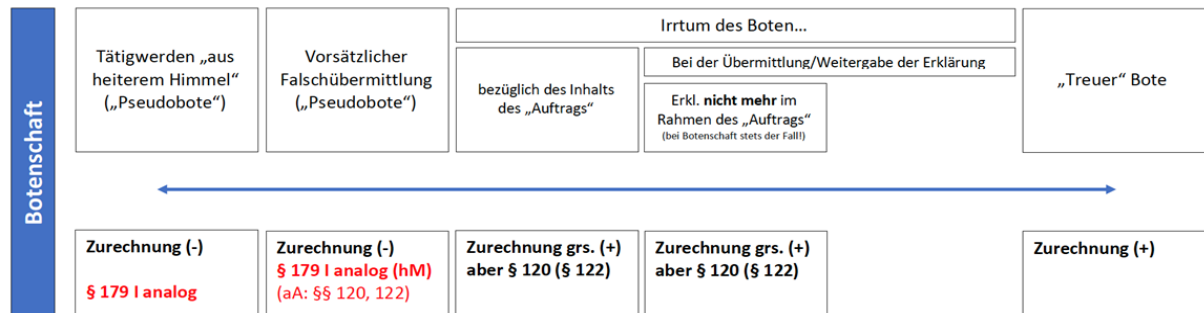 Botenschaft
Tätigwerden „aus
heiterem Himmel“
(„Pseudobote“)
Vorsätzlicher
Falschübermittlung
(„Pseudobote“)
Irrtum des Boten…
bezüglich des Inhalts
des „Auftrags“
Bei der Übermittlung/Weitergabe der Erklärung
Erkl. nicht mehr im
Rahmen des „Auftrags“
(bei Botenschaft stets der Fall!)
„Treuer“ Bote
Zurechnung (-)
§ 179 I analog
Zurechnung (-)
§ 179 I analog (hM)
(aA: §§ 120, 122)
Zurechnung grs. (+)
aber § 120 (§ 122)
Zurechnung grs. (+)
aber § 120 (§ 122)
Zurechnung (+)